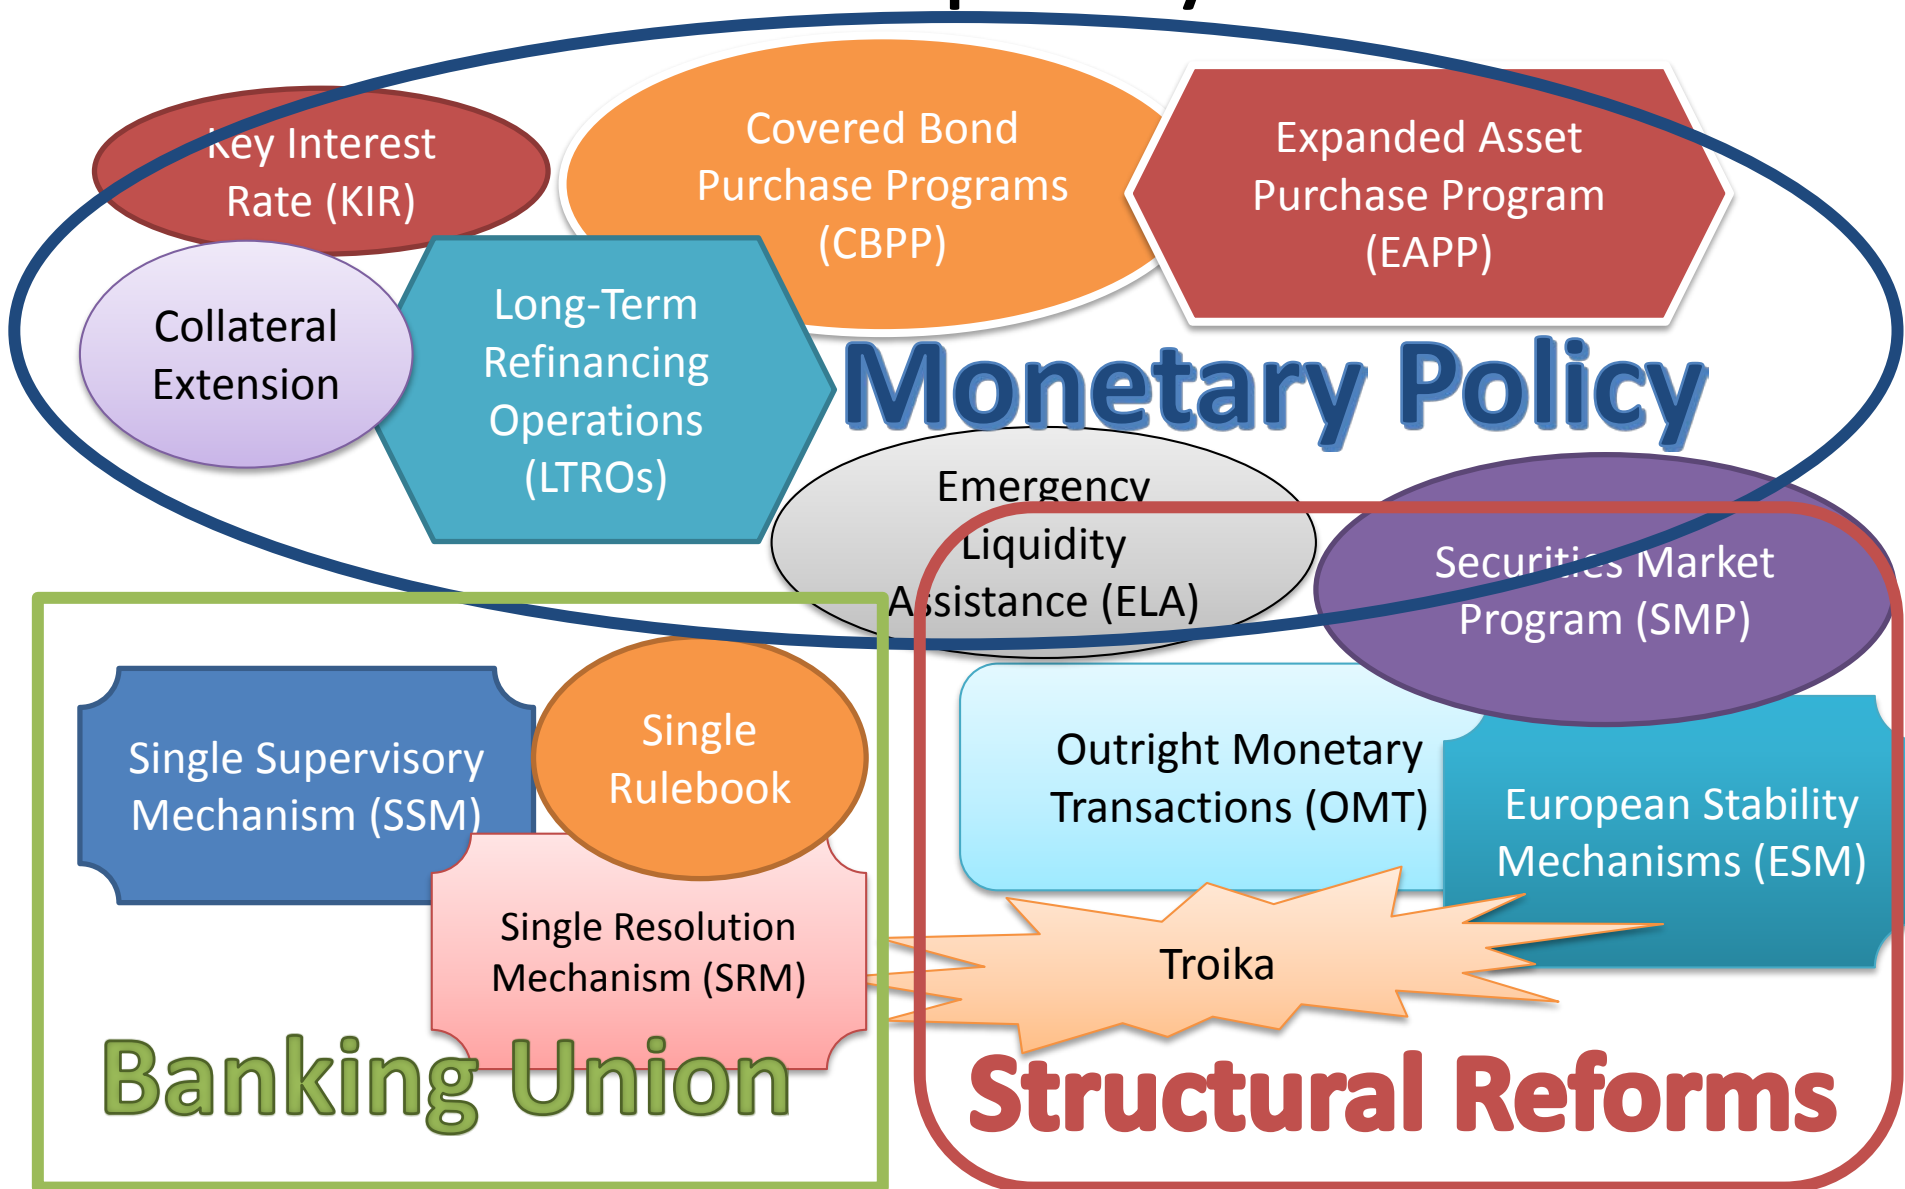 Key Interest
Rate (KIR)
Covered Bond
Purchase Programs
(CBPP)
Expanded Asset
Purchase Program
(EAPP)
Collateral
Extension
Long-Term
Refinancing
Operations
(LTROs)
Monetary Policy
Emergency
Liquidity
Assistance (ELA)
Securities Market
Program (SMP)
Single Supervisory
Mechanism (SSM)
Single
Rulebook
Outright Monetary
Transactions (OMT)
European Stability
Mechanisms (ESM)
Single Resolution
Mechanism (SRM)
Troika
Banking Union
Structural Reforms